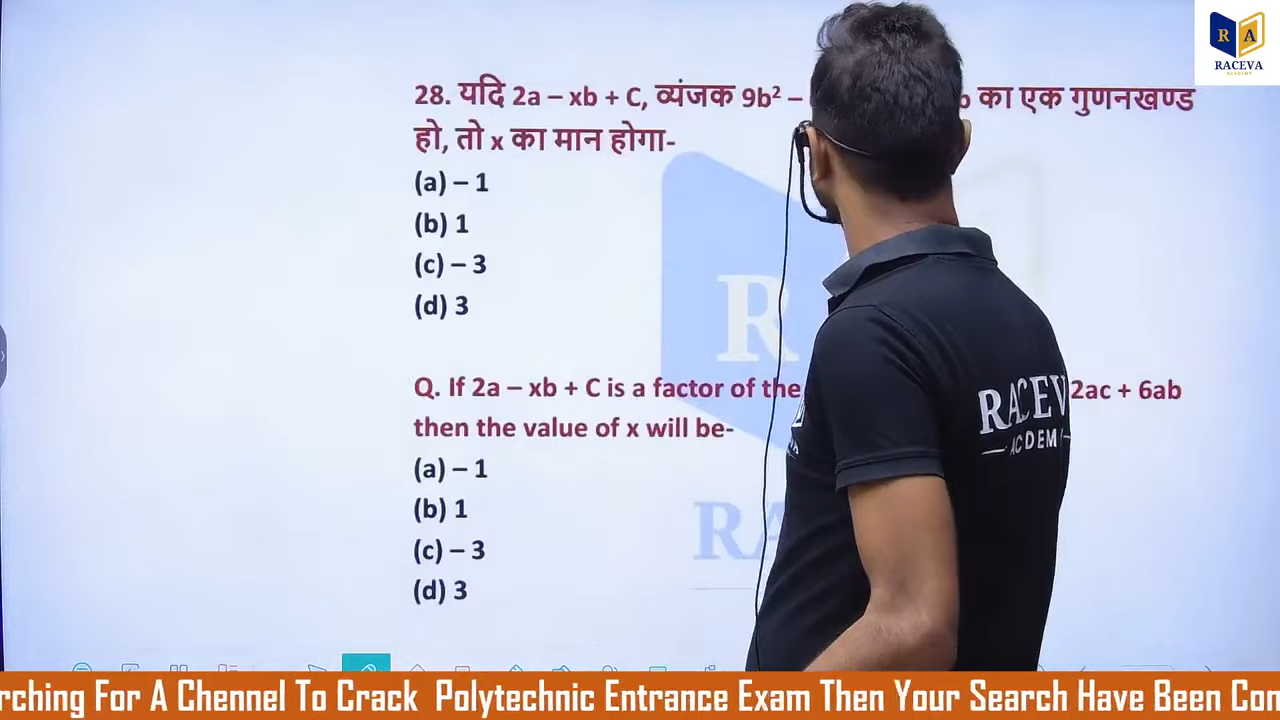 R A
RACEVA
ACADEMY
28. यदि 2a – xb + C, व्यंजक 9b² – का एक गुणनखण्ड
हो, तो x का मान होगा-
(a) – 1
(b) 1
(c) – 3
(d) 3
R
Q. If 2a – xb + C is a factor of the 2ac + 6ab
then the value of x will be-
(a) – 1
(b) 1
(c) – 3
(d) 3
RACEV
ACDEM
RA
rching For A Chennel To Crack Polytechnic Entrance Exam Then Your Search Have Been Con